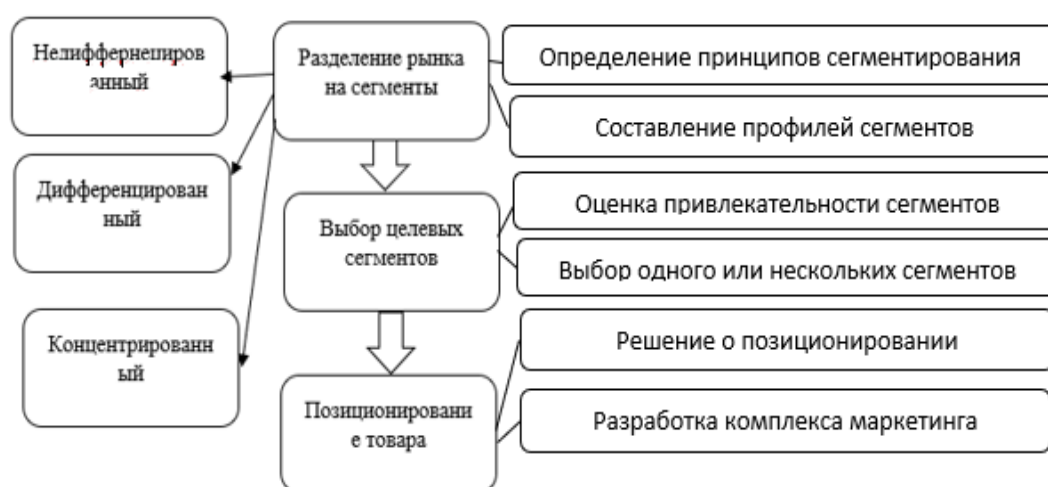 Недиффернециров
анный
Разделение рынка
на сегменты
Определение принципов сегментирования
Составление профилей сегментов
Дифференцирован
ный
Выбор целевых
сегментов
Оценка привлекательности сегментов
Выбор одного или нескольких сегментов
Концентрированн
ый
Позиционировани
е товара
Решение о позиционировании
Разработка комплекса маркетинга